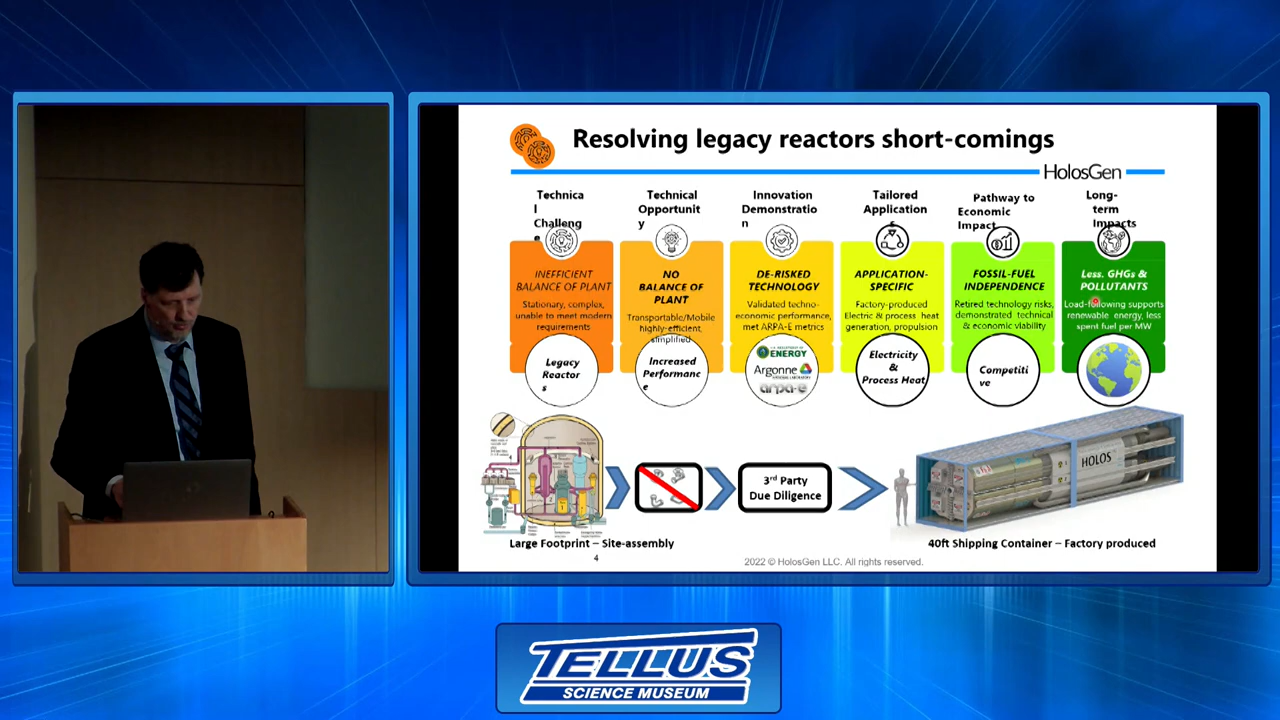 Resolving legacy reactors short-comings
HolosGen
Technica
l
Challeng
e
Technical
Opportunit
y
Innovation
Demonstratio
n
Tailored
Application
s
Pathway to
Economic
Impact
Long-
term
Impacts
INEFFICIENT
BALANCE OF PLANT
Stationary, complex,
unable to meet modern
requirements
Legacy
Reactor
s
NO
BALANCE OF
PLANT
Transportable/Mobile
highly-efficient,
simplified
Increased
Performanc
e
DE-RISKED
TECHNOLOGY
Validated techno-
economic performance,
met ARPA-E metrics
ENERGY
Argonne
arpa-e
APPLICATION-
SPECIFIC
Factory-produced
Electric & process heat
generation, propulsion
Electricity
&
Process Heat
FOSSIL-FUEL
INDEPENDENCE
Retired technology risks,
demonstrated technical
& economic viability
Competiti
ve
Less. GHGs &
POLLUTANTS
Load-following supports
renewable energy, less
spent fuel per MW
3rd Party
Due Diligence
HOLOS
Large Footprint – Site-assembly
40ft Shipping Container – Factory produced
4
2022 © HolosGen LLC. All rights reserved.
TELLUS
SCIENCE MUSEUM